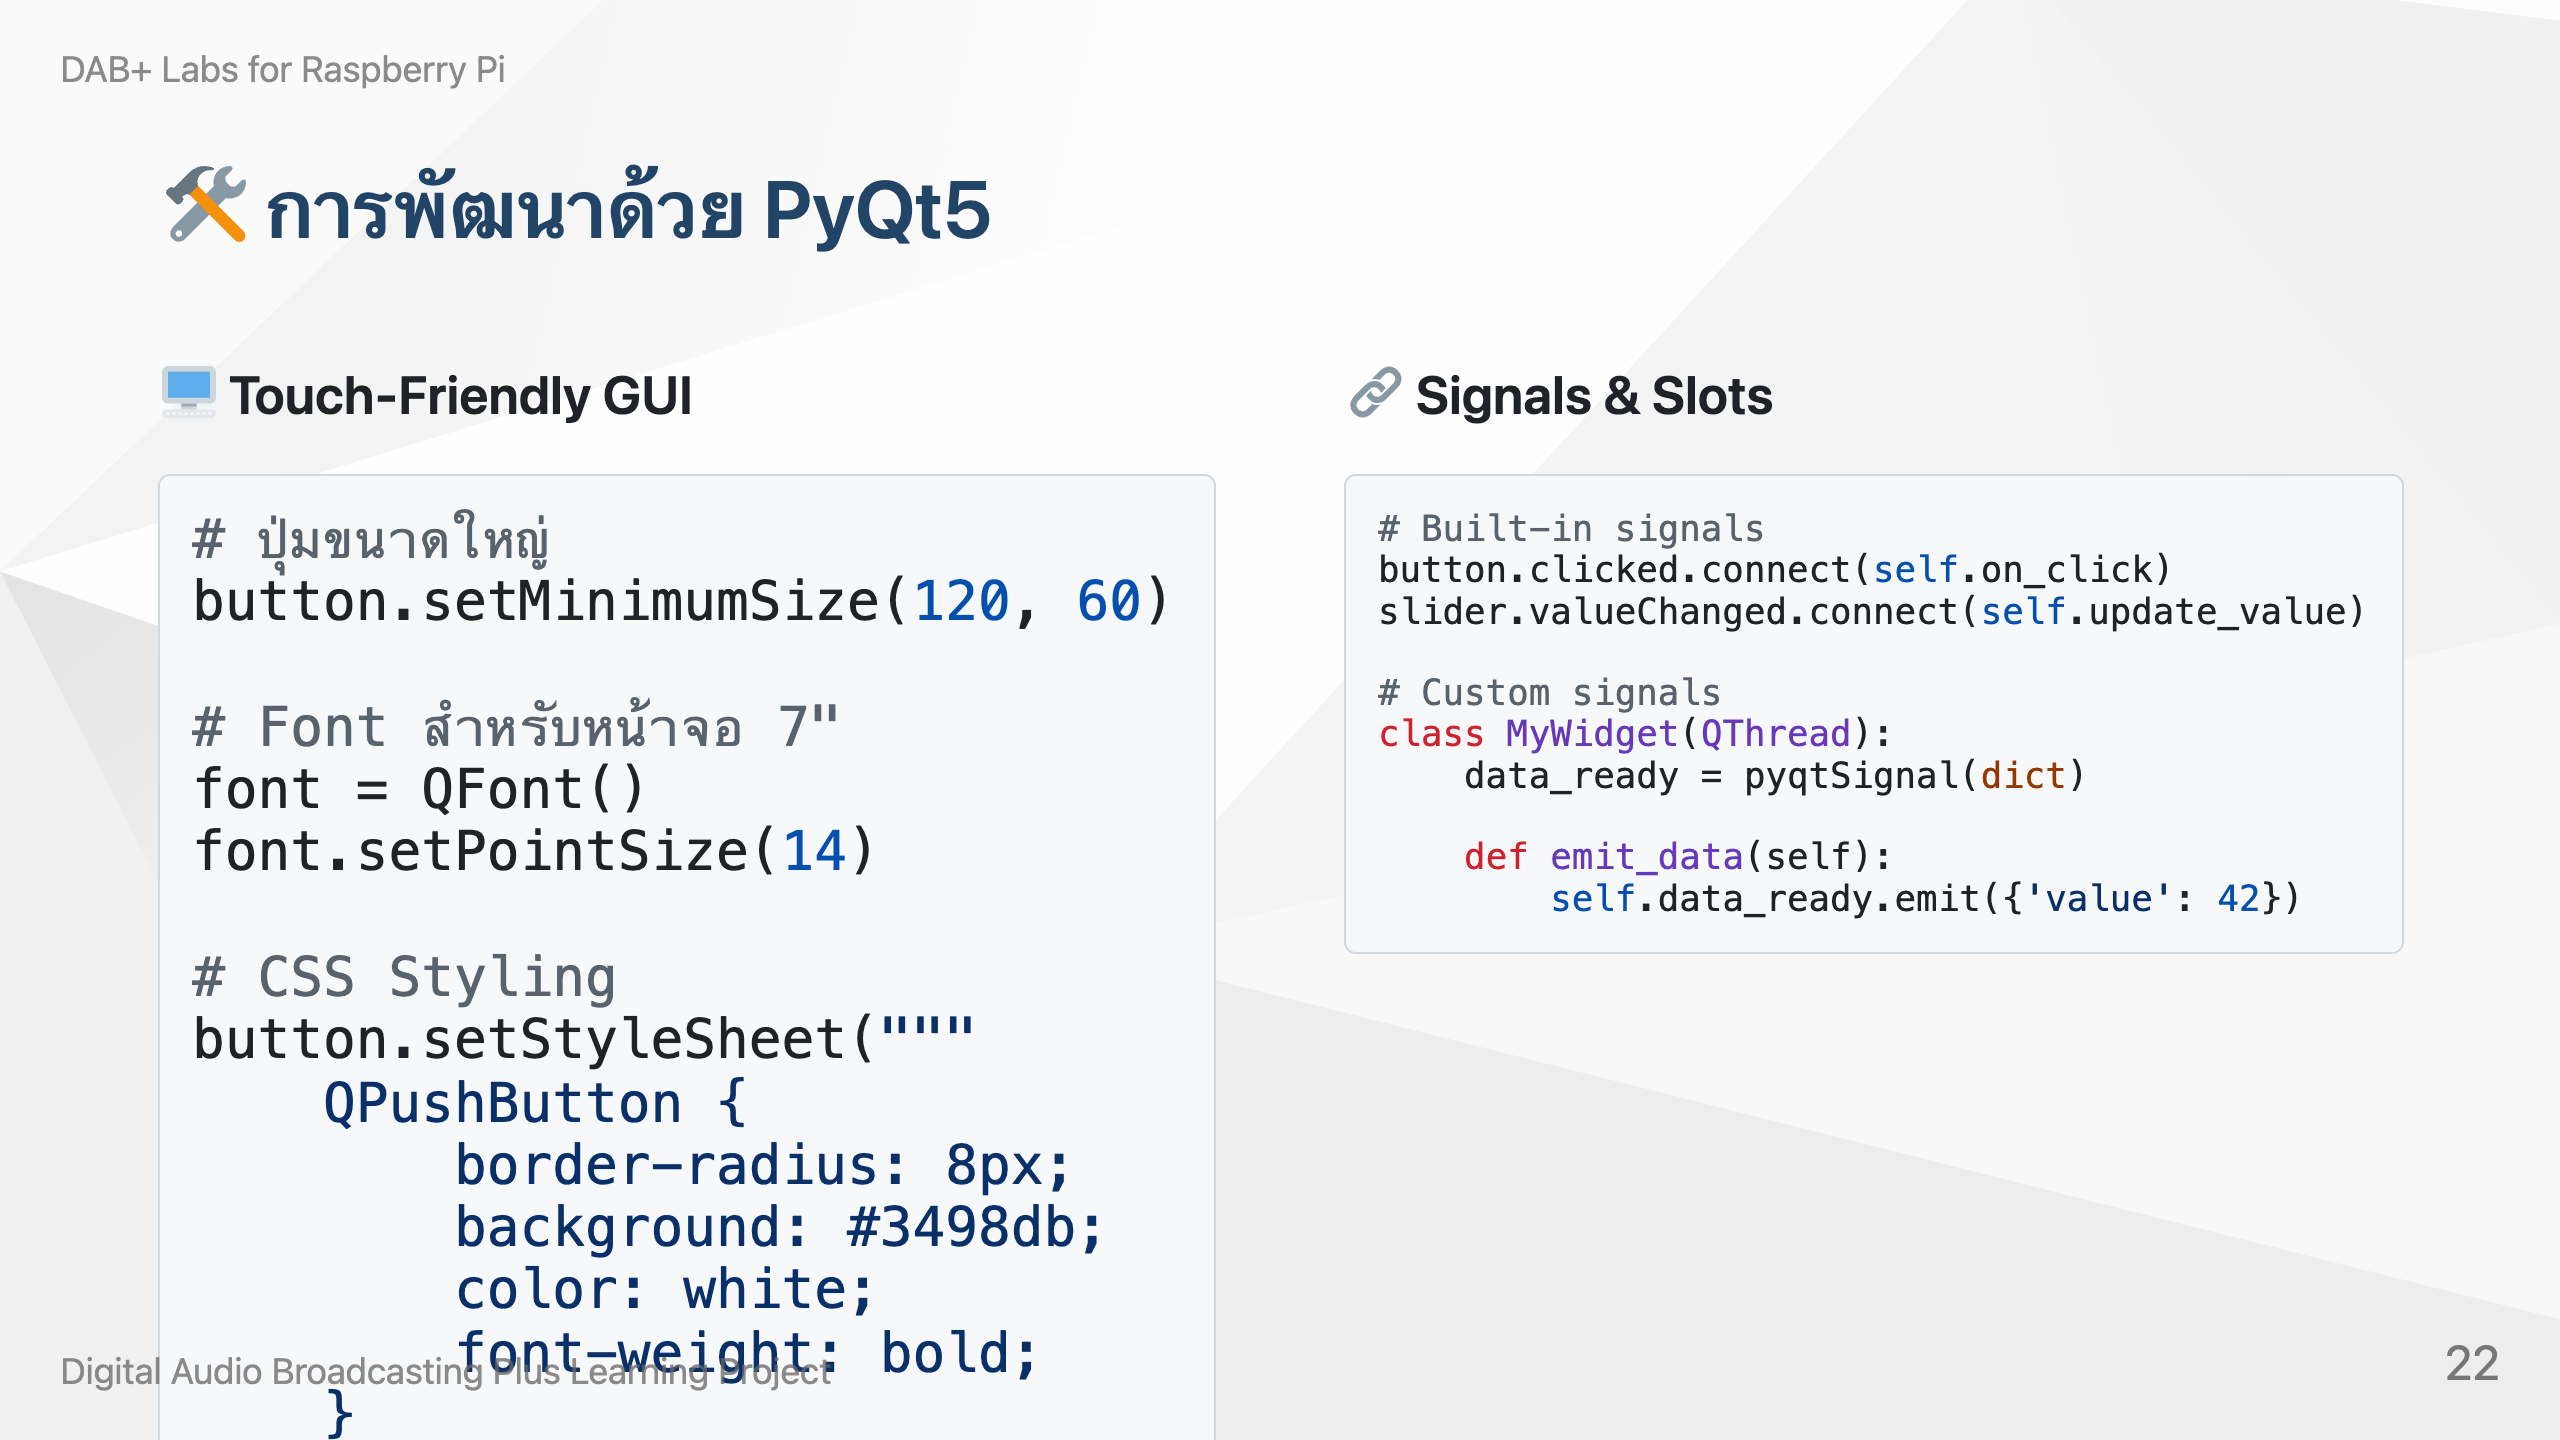 DAB+ Labs for Raspberry Pi
🛠️ การพัฒนาด้วย PyQt5
🖥️ Touch-Friendly GUI
# ปุ่มขนาดใหญ่
button.setMinimumSize(120, 60)

# Font สำหรับหน้าจอ 7"
font = QFont()
font.setPointSize(14)

# CSS Styling
button.setStyleSheet("""
    QPushButton {
        border-radius: 8px;
        background: #3498db;
        color: white;
        font-weight: bold;
    }
🔗 Signals & Slots
# Built-in signals
button.clicked.connect(self.on_click)
slider.valueChanged.connect(self.update_value)

# Custom signals
class MyWidget(QThread):
    data_ready = pyqtSignal(dict)

    def emit_data(self):
        self.data_ready.emit({'value': 42})
Digital Audio Broadcasting Plus Learning Project
22